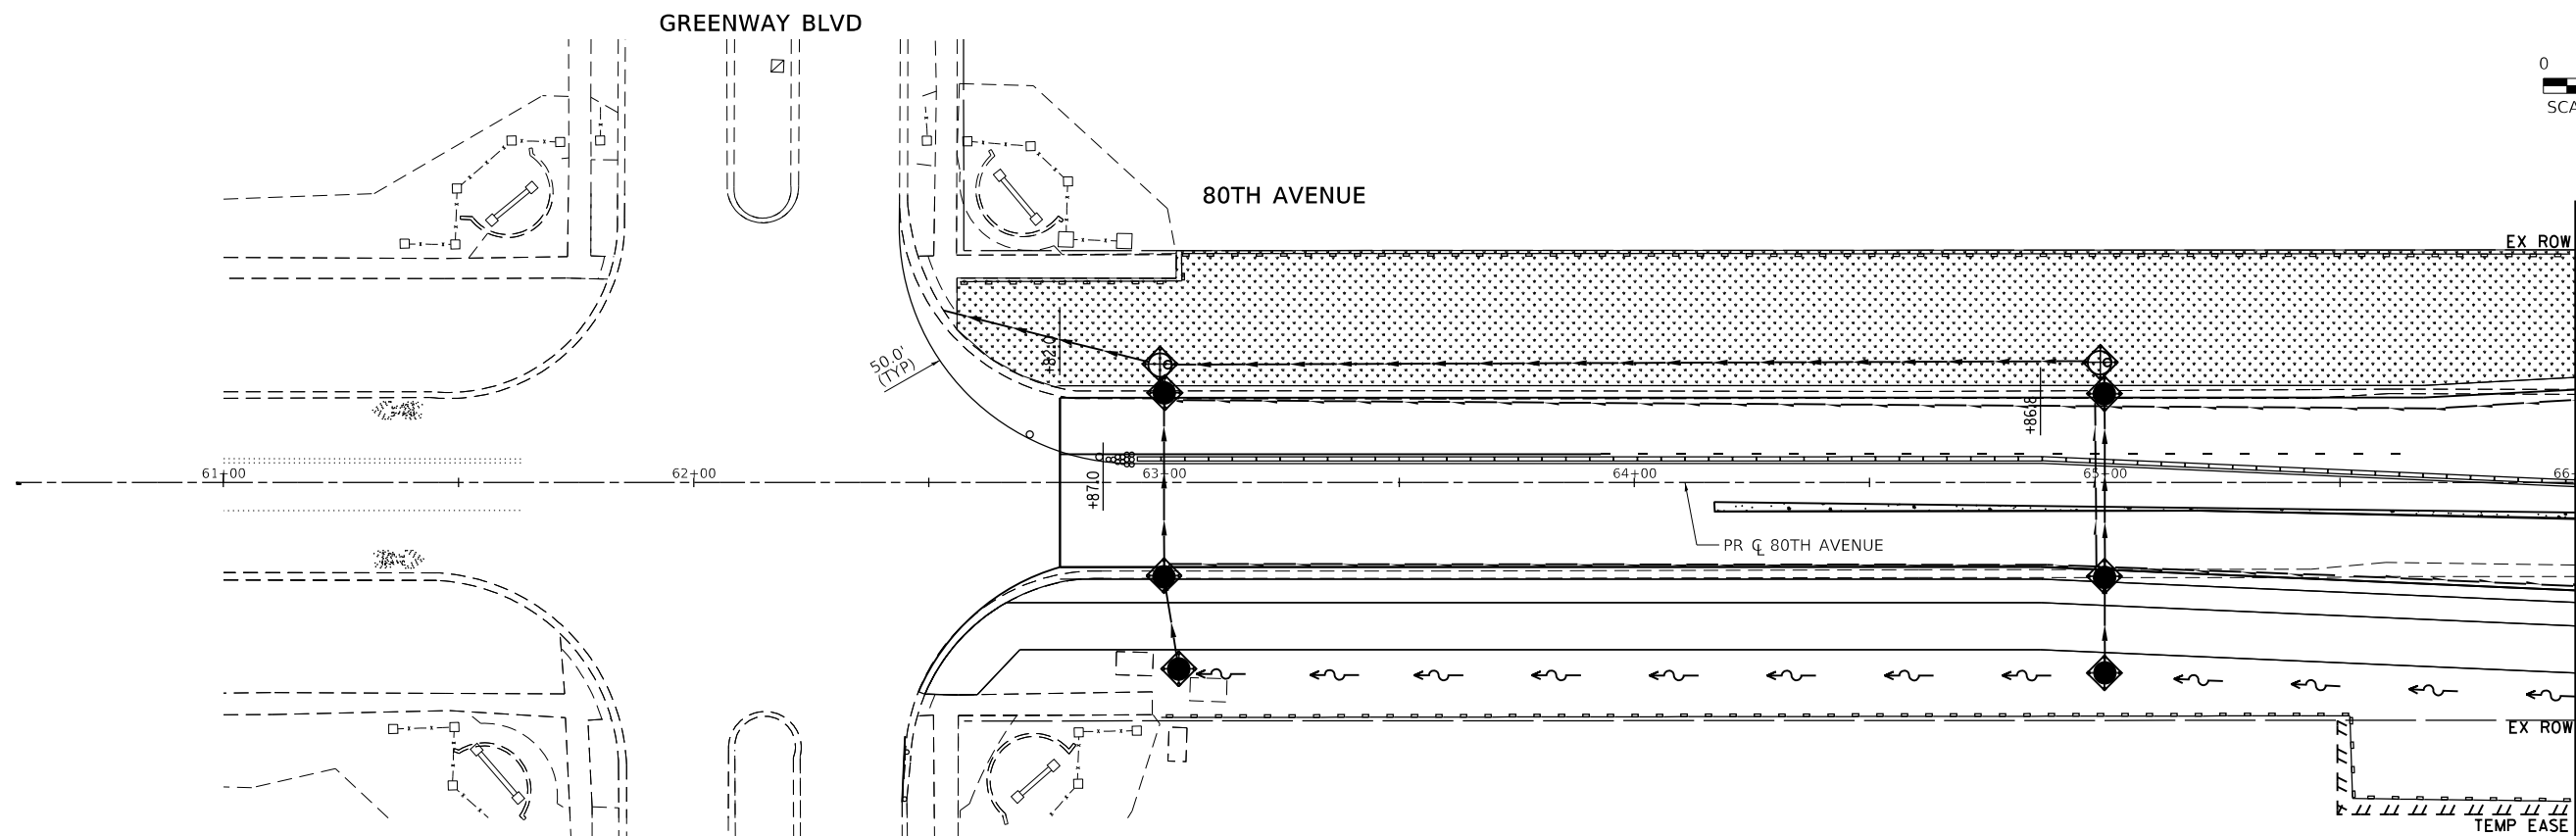 GREENWAY BLVD
0
SCA
80TH AVENUE
EX ROW
50.0'
(TYP)
+82.0
+86.8
61+00
62+00
63+00
64+00
65+00
66-
+87.0
PR ℄ 80TH AVENUE
EX ROW
TEMP EASE